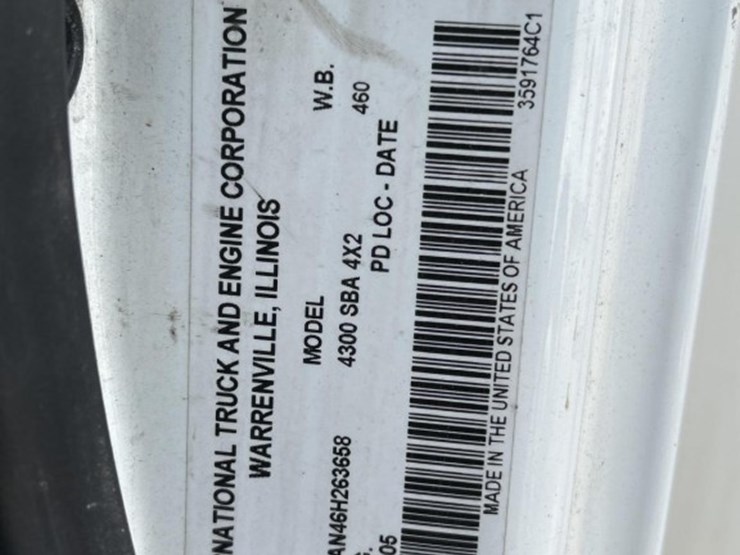 NATIONAL TRUCK AND ENGINE CORPORATION
WARRENVILLE, ILLINOIS
MODEL W.B.
4300 SBA 4X2 460
PD LOC - DATE
AN46H263658
G.
05
MADE IN THE UNITED STATES OF AMERICA 3591764C1